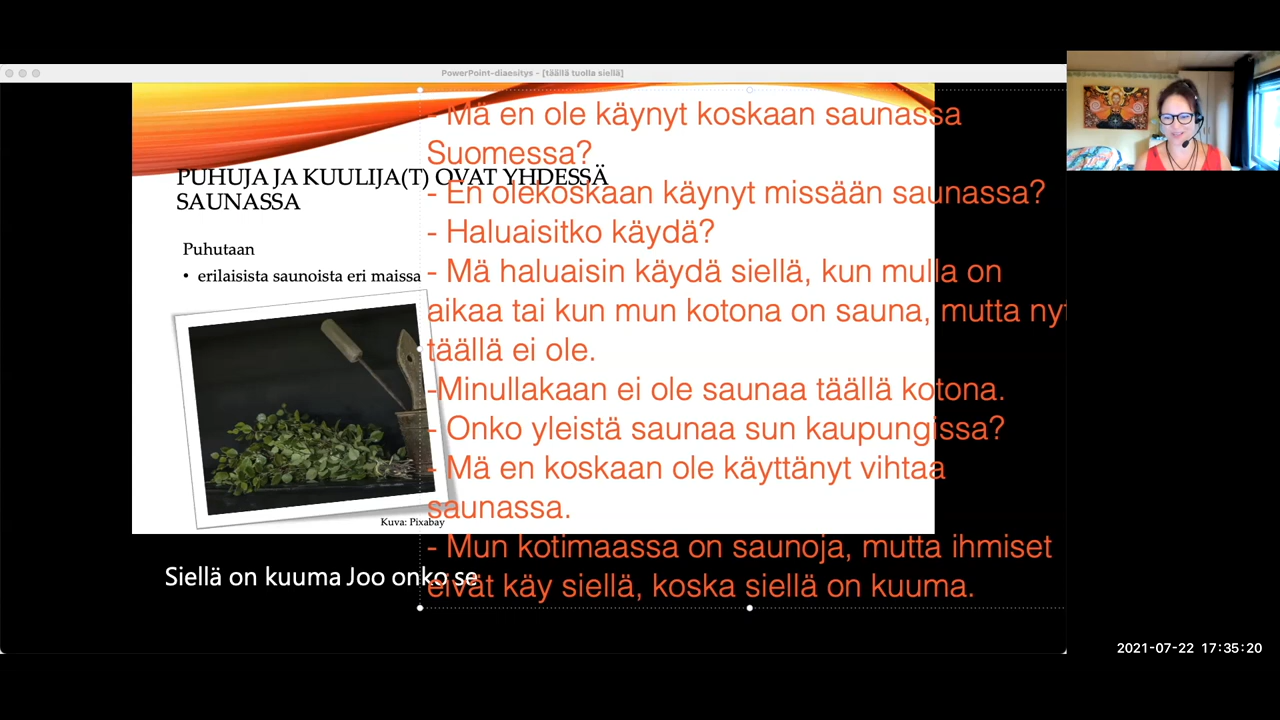 PowerPoint-diaesitys - [täällä tuolla siellä]
PUHUJA JA KUULIJA(T) OVAT YHDESSÄ
SAUNASSA
Puhutaan
• erilaisista saunoista eri maissa
Kuva: Pixabay
- Mä en ole käynyt koskaan saunassa
Suomessa?
- En olekoskaan käynyt missään saunassa?
- Haluaisitko käydä?
- Mä haluaisin käydä siellä, kun mulla on
aikaa tai kun mun kotona on sauna, mutta nyt
täällä ei ole.
-Minullakaan ei ole saunaa täällä kotona.
- Onko yleistä saunaa sun kaupungissa?
- Mä en koskaan ole käyttänyt vihtaa
saunassa.
- Mun kotimaassa on saunoja, mutta ihmiset
eivät käy siellä, koska siellä on kuuma.
Siellä on kuuma Joo onko se
2021-07-22 17:35:20